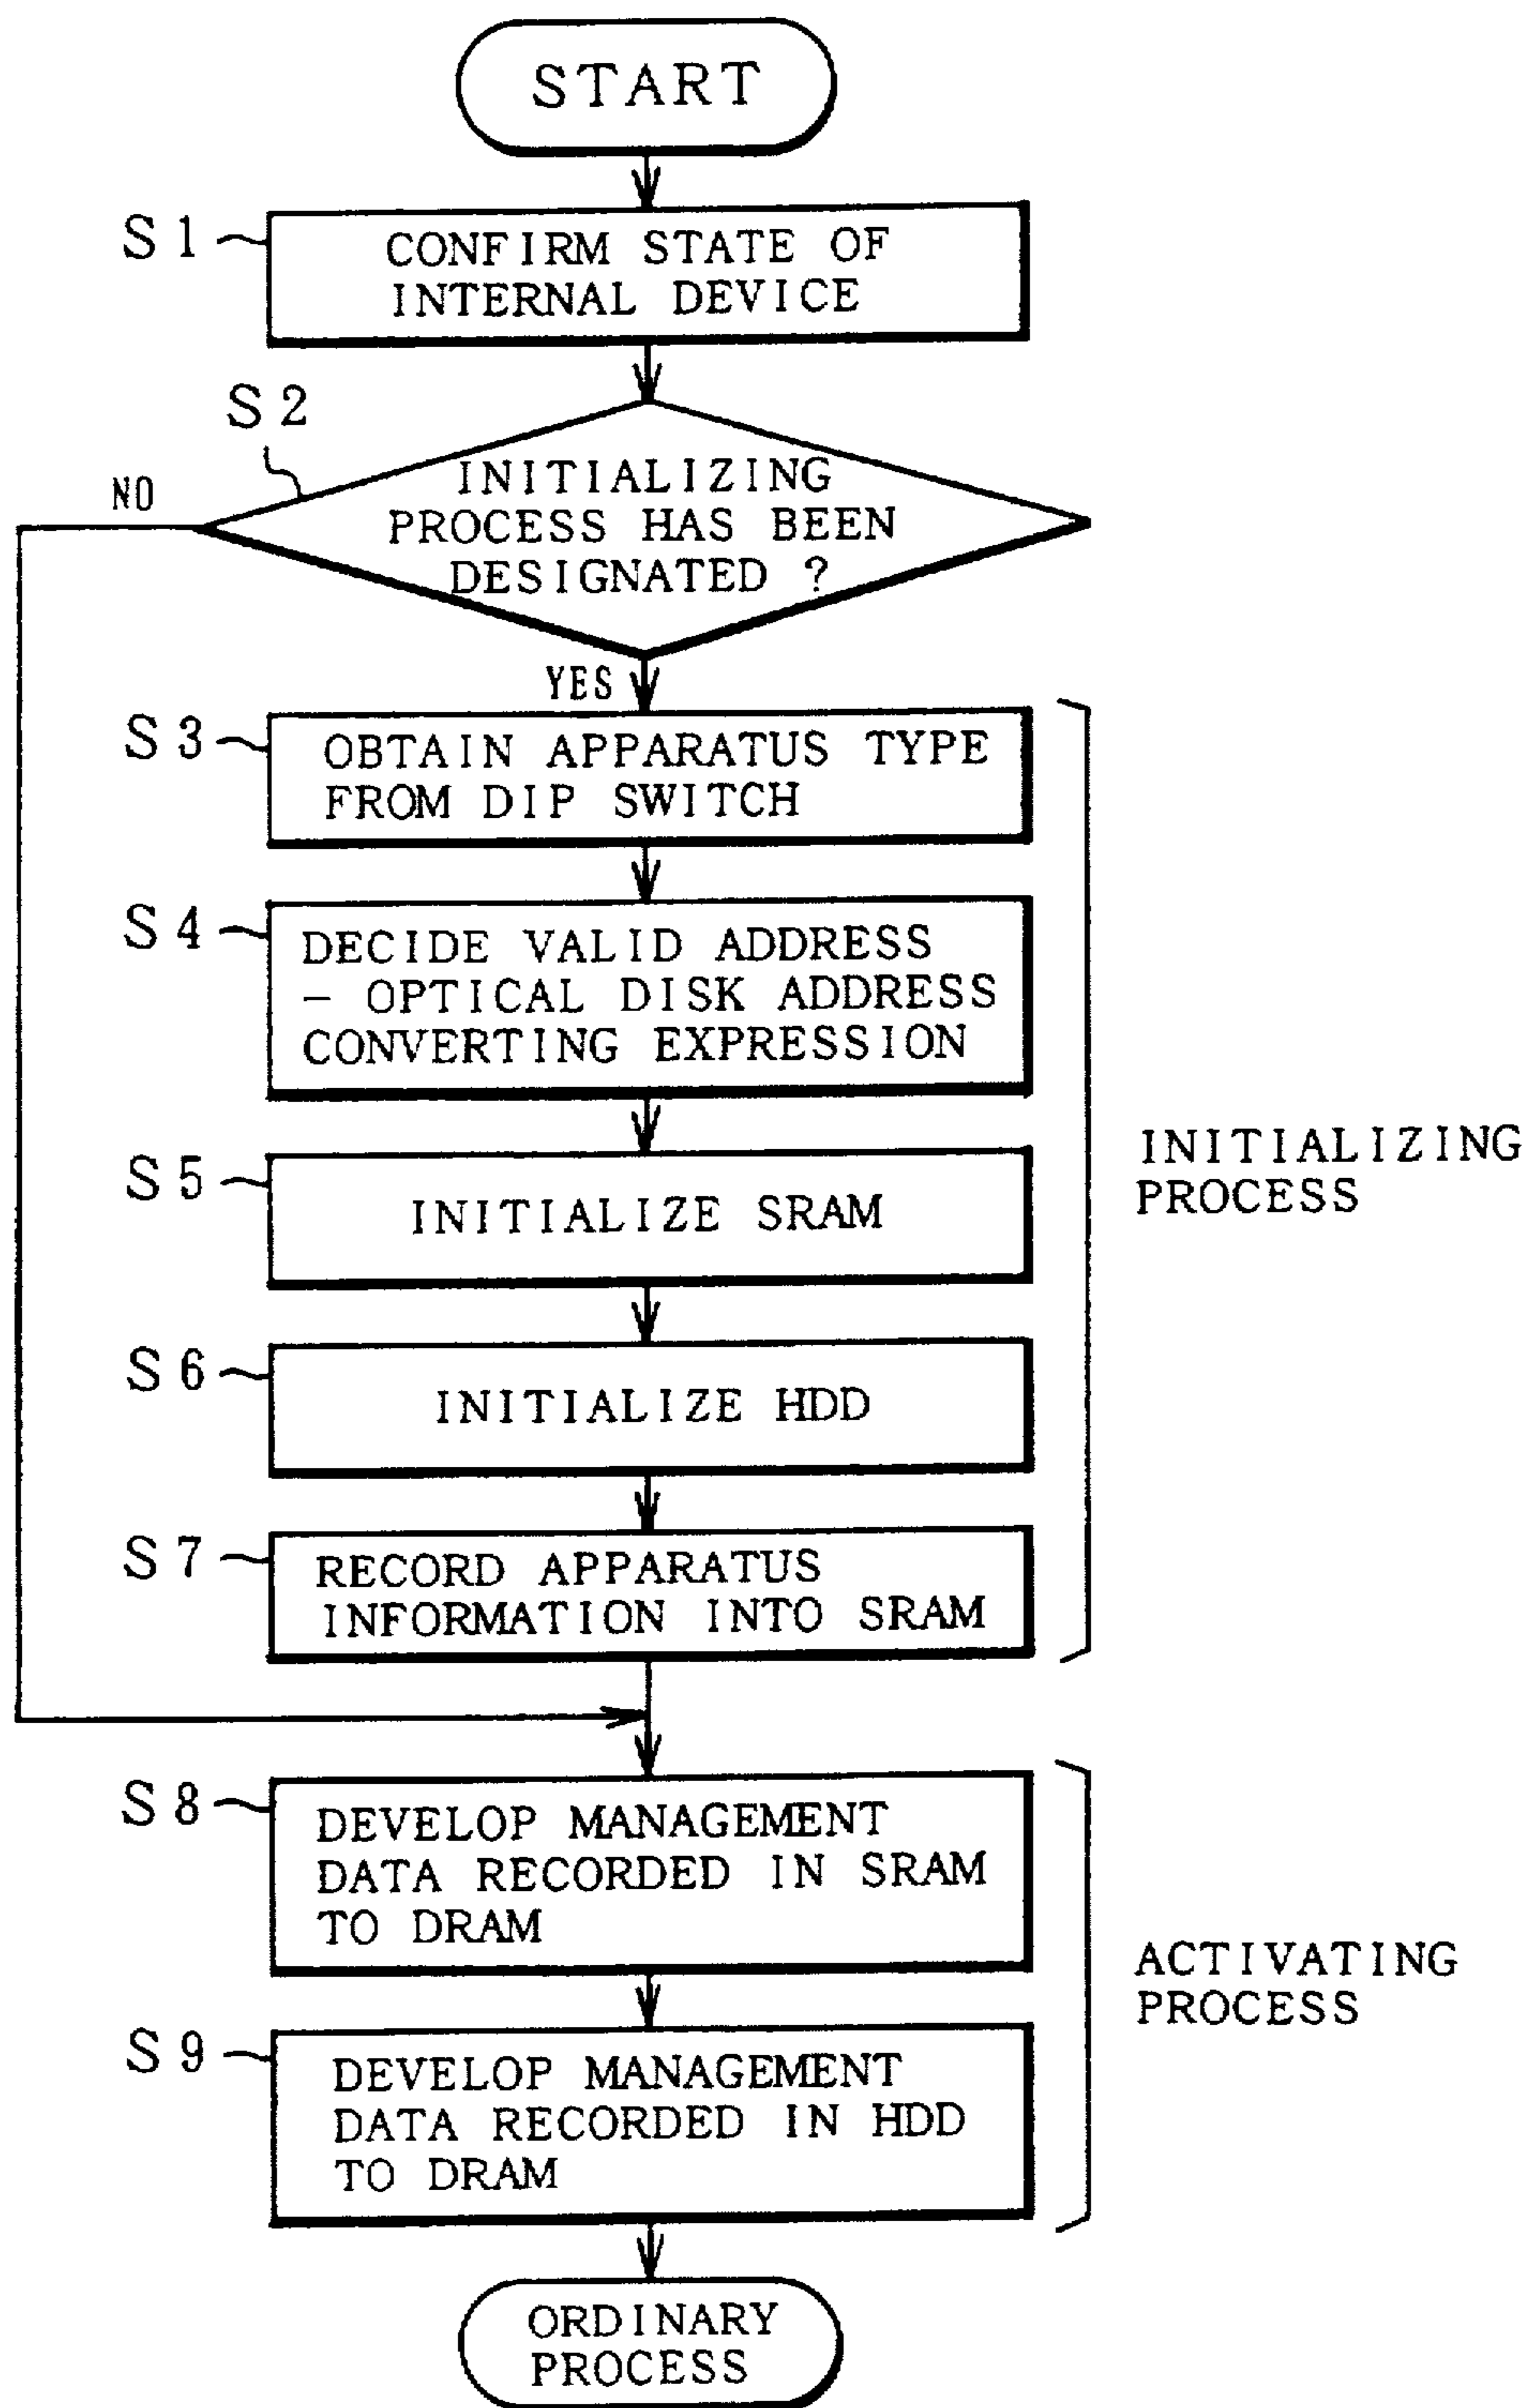 START
S1
CONFIRM STATE OF
INTERNAL DEVICE
S2
NO
INITIALIZING
PROCESS HAS BEEN
DESIGNATED ?
YES
S3
OBTAIN APPARATUS TYPE
FROM DIP SWITCH
S4
DECIDE VALID ADDRESS
- OPTICAL DISK ADDRESS
CONVERTING EXPRESSION
S5
INITIALIZE SRAM
S6
INITIALIZE HDD
S7
RECORD APPARATUS
INFORMATION INTO SRAM
INITIALIZING
PROCESS
S8
DEVELOP MANAGEMENT
DATA RECORDED IN SRAM
TO DRAM
S9
DEVELOP MANAGEMENT
DATA RECORDED IN HDD
TO DRAM
ACTIVATING
PROCESS
ORDINARY
PROCESS